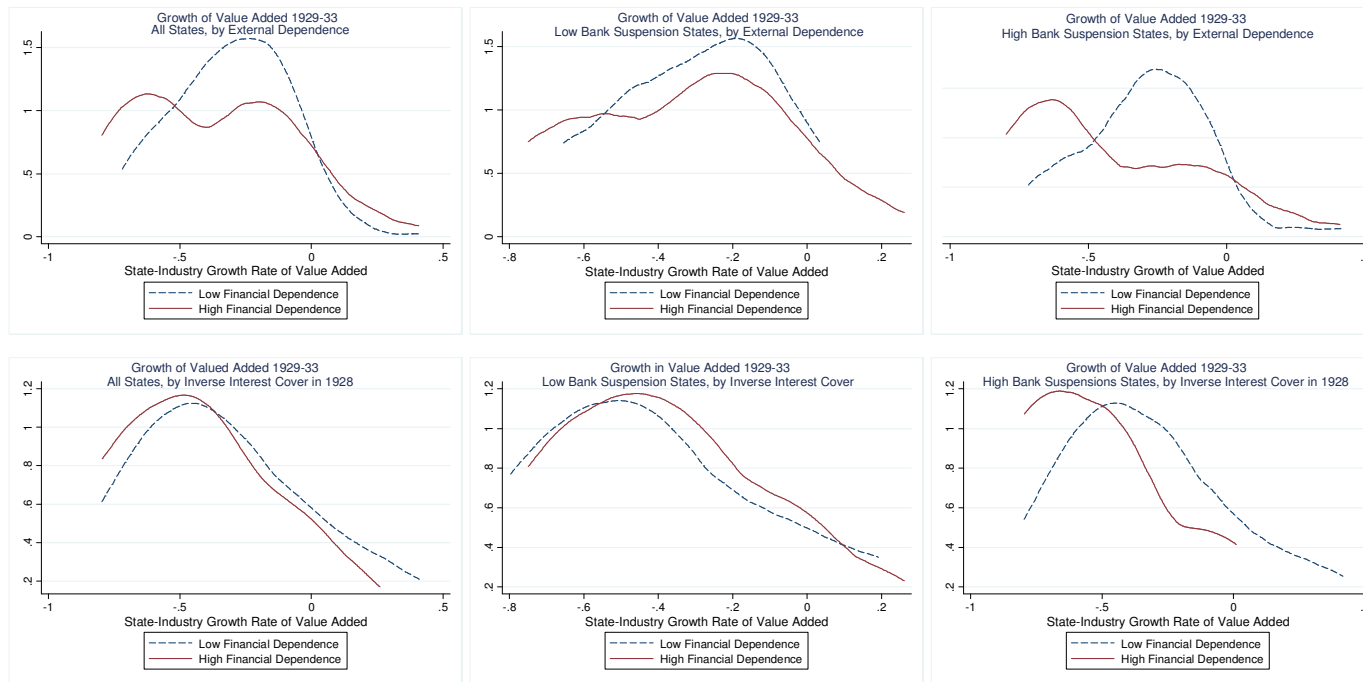 Growth of Value Added 1929-33
All States, by External Dependence
0 .5 1 1.5
-1 -.5 0 .5
State-Industry Growth Rate of Value Added
Low Financial Dependence
High Financial Dependence
Growth of Value Added 1929-33
Low Bank Suspension States, by External Dependence
0 .5 1 1.5
-.8 -.6 -.4 -.2 0 .2
State-Industry Growth Rate of Value Added
Low Financial Dependence
High Financial Dependence
Growth of Value Added 1929-33
High Bank Suspension States, by External Dependence
-1 -.5 0
State-Industry Growth of Value Added
Low Financial Dependence
High Financial Dependence
Growth of Valued Added 1929-33
All States, by Inverse Interest Cover in 1928
.2 .4 .6 .8 1 1.2
-1 -.5 0 .5
State-Industry Growth Rate of Value Added
Low Financial Dependence
High Financial Dependence
Growth in Value Added 1929-33
Low Bank Suspension States, by Inverse Interest Cover
.2 .4 .6 .8 1 1.2
-.8 -.6 -.4 -.2 0 .2
State-Industry Growth Rate of Value Added
Low Financial Dependence
High Financial Dependence
Growth of Value Added 1929-33
High Bank Suspensions States, by Inverse Interest Cover in 1928
.2 .4 .6 .8 1 1.2
-1 -.5 0
State-Industry Growth Rate of Value Added
Low Financial Dependence
High Financial Dependence